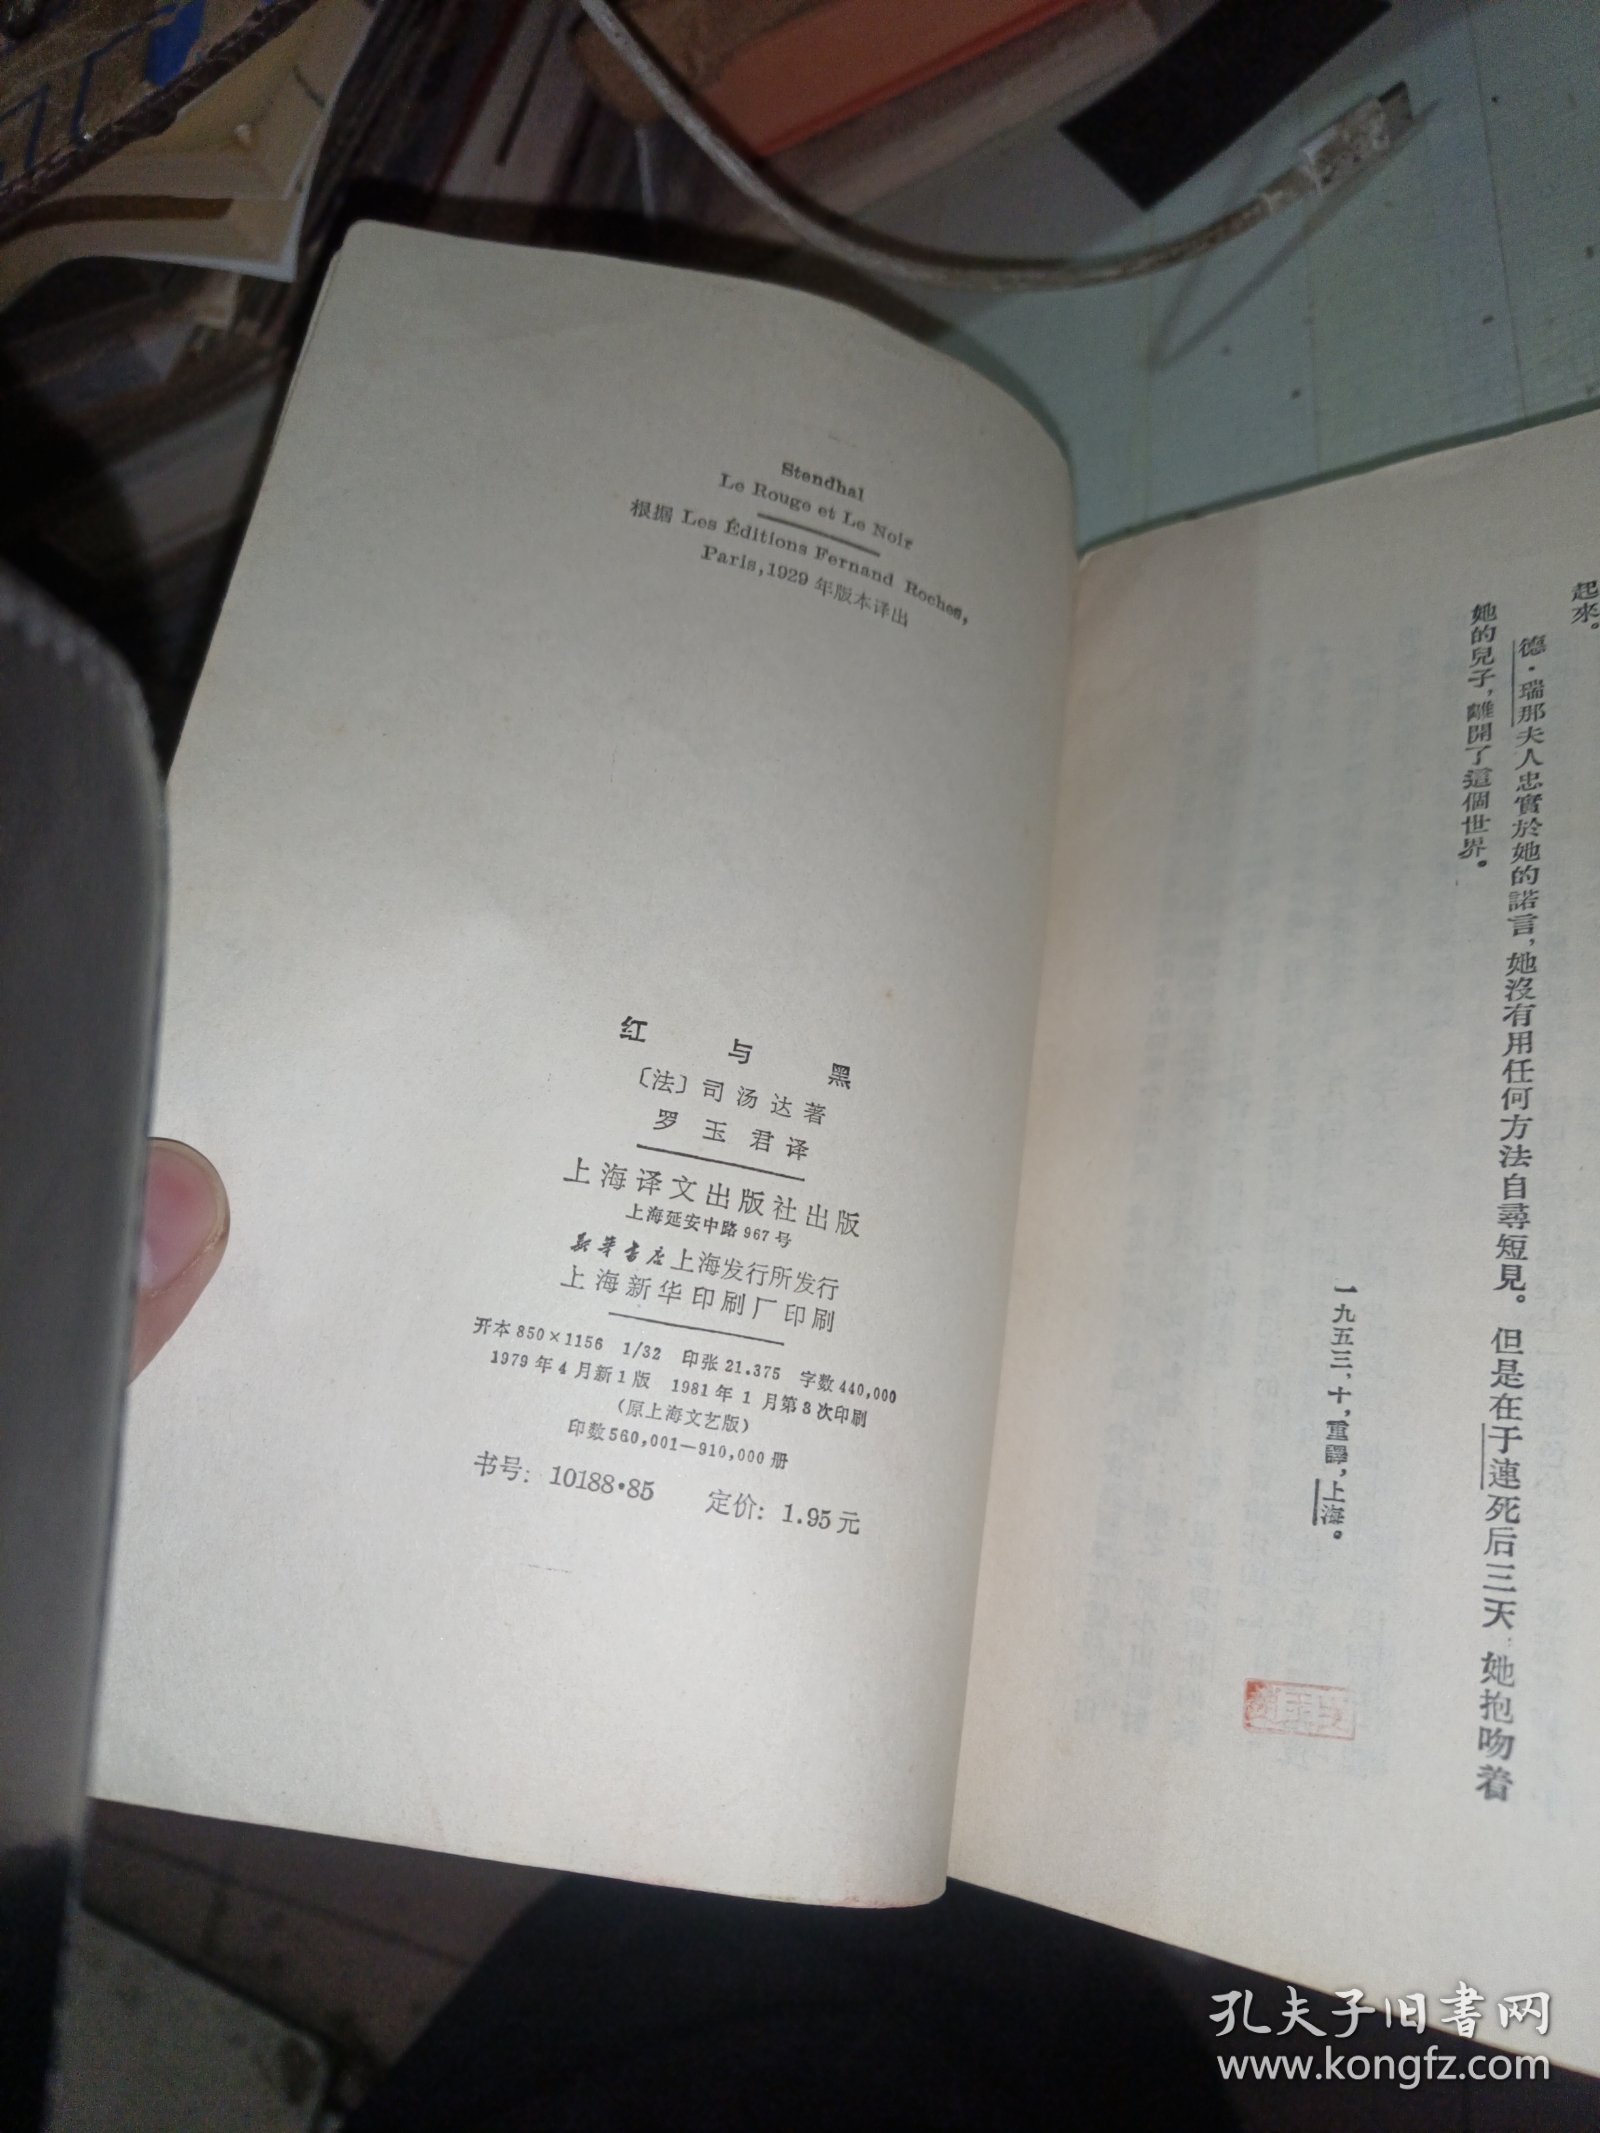 Stendhal
Le Rouge et Le Noir
根据 Les Éditions Fernand Roches,
Paris, 1929 年版本译出
红与黑
〔法〕司汤达著
罗玉君译
上海译文出版社出版
上海延安中路 967 号
新华书店上海发行所发行
上海新华印刷厂印刷
开本 850×1156 1/32 印张 21.375 字数 440,000
1979 年 4 月新 1 版 1981 年 1 月第 3 次印刷
（原上海文艺版）
印数 560,001—910,000 册
书号：10188·85 定价：1.95 元
起來。
德·瑞那夫人忠實於她的諾言，她沒有用任何方法自尋短見。但是在于連死后三天，她抱吻着
她的兒子，離開了這個世界。
一九五三、十，重譯，上海。
孔夫子旧書网
www.kongfz.com